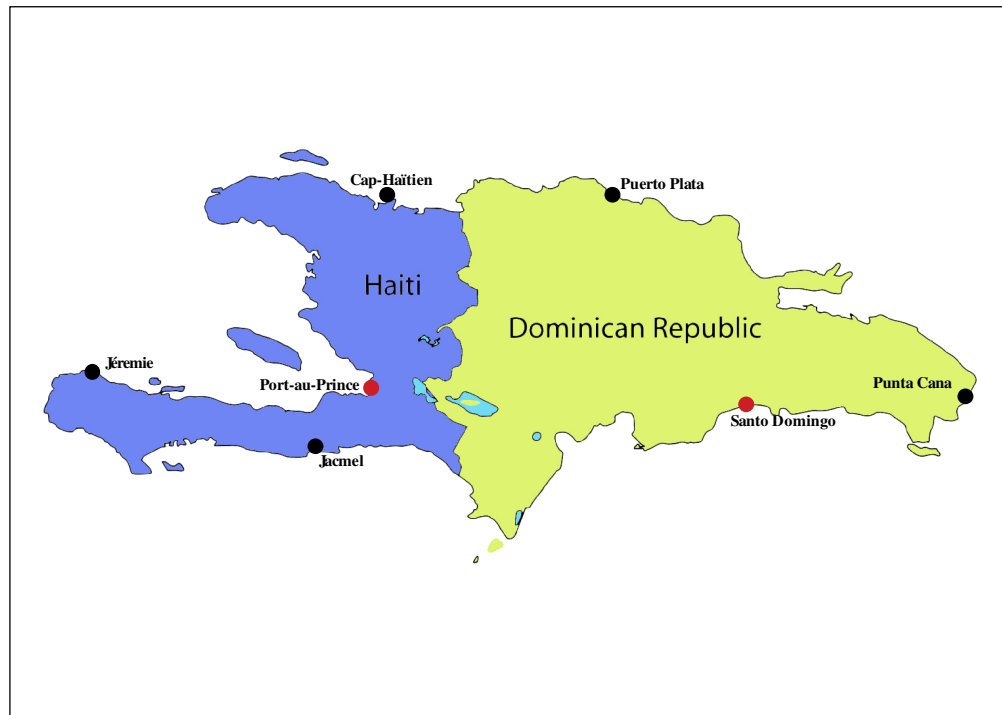 Cap-Haïtien
Puerto Plata
Haiti
Dominican Republic
Jéremie
Port-au-Prince
Punta Cana
Santo Domingo
Jacmel